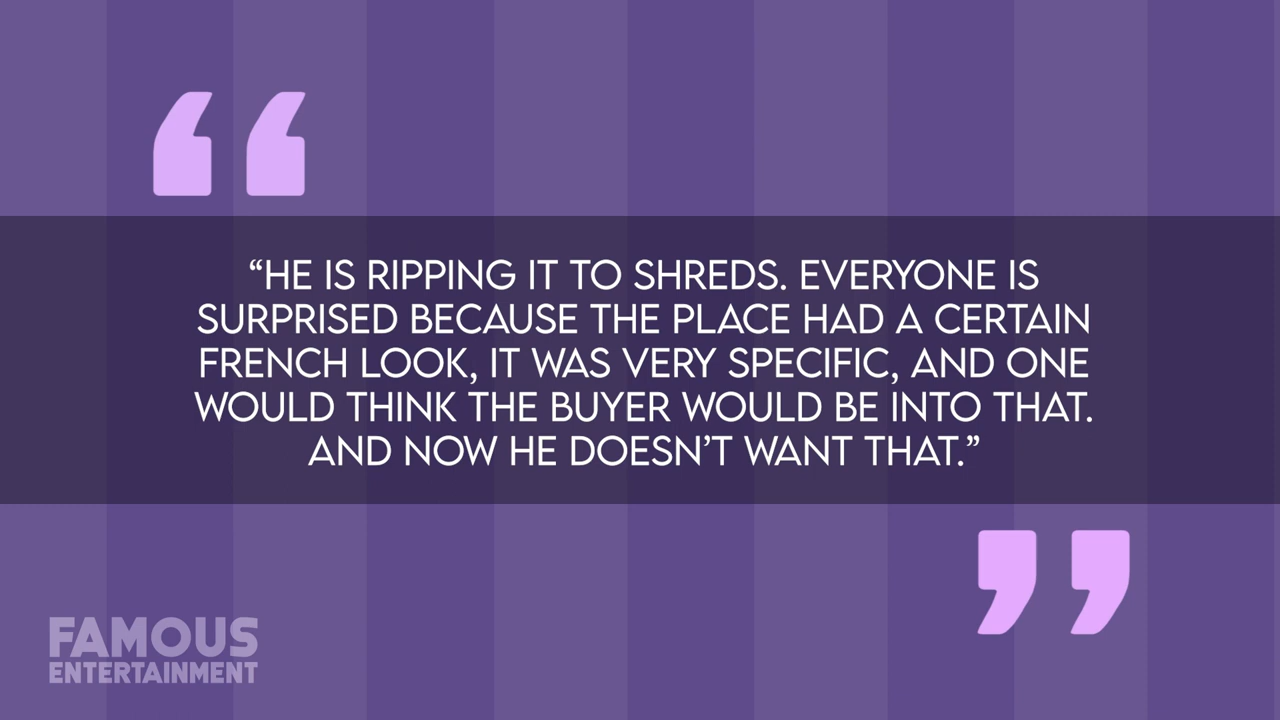 “HE IS RIPPING IT TO SHREDS. EVERYONE IS
SURPRISED BECAUSE THE PLACE HAD A CERTAIN
FRENCH LOOK, IT WAS VERY SPECIFIC, AND ONE
WOULD THINK THE BUYER WOULD BE INTO THAT.
AND NOW HE DOESN’T WANT THAT.”
FAMOUS
ENTERTAINMENT